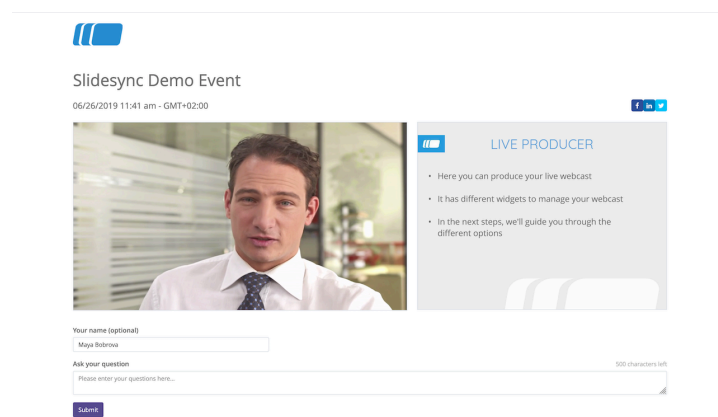 Slidesync Demo Event
06/26/2019 11:41 am - GMT+02:00
f in
LIVE PRODUCER
• Here you can produce your live webcast
• It has different widgets to manage your webcast
• In the next steps, we'll guide you through the
different options
Your name (optional)
Maya Bobrova
Ask your question
500 characters left
Please enter your questions here...
Submit